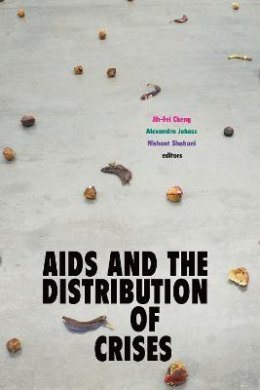 Jih-Fei Cheng
Alexandra Juhasz
Nishant Shahani
editors
AIDS AND THE
DISTRIBUTION
OF
CRISES